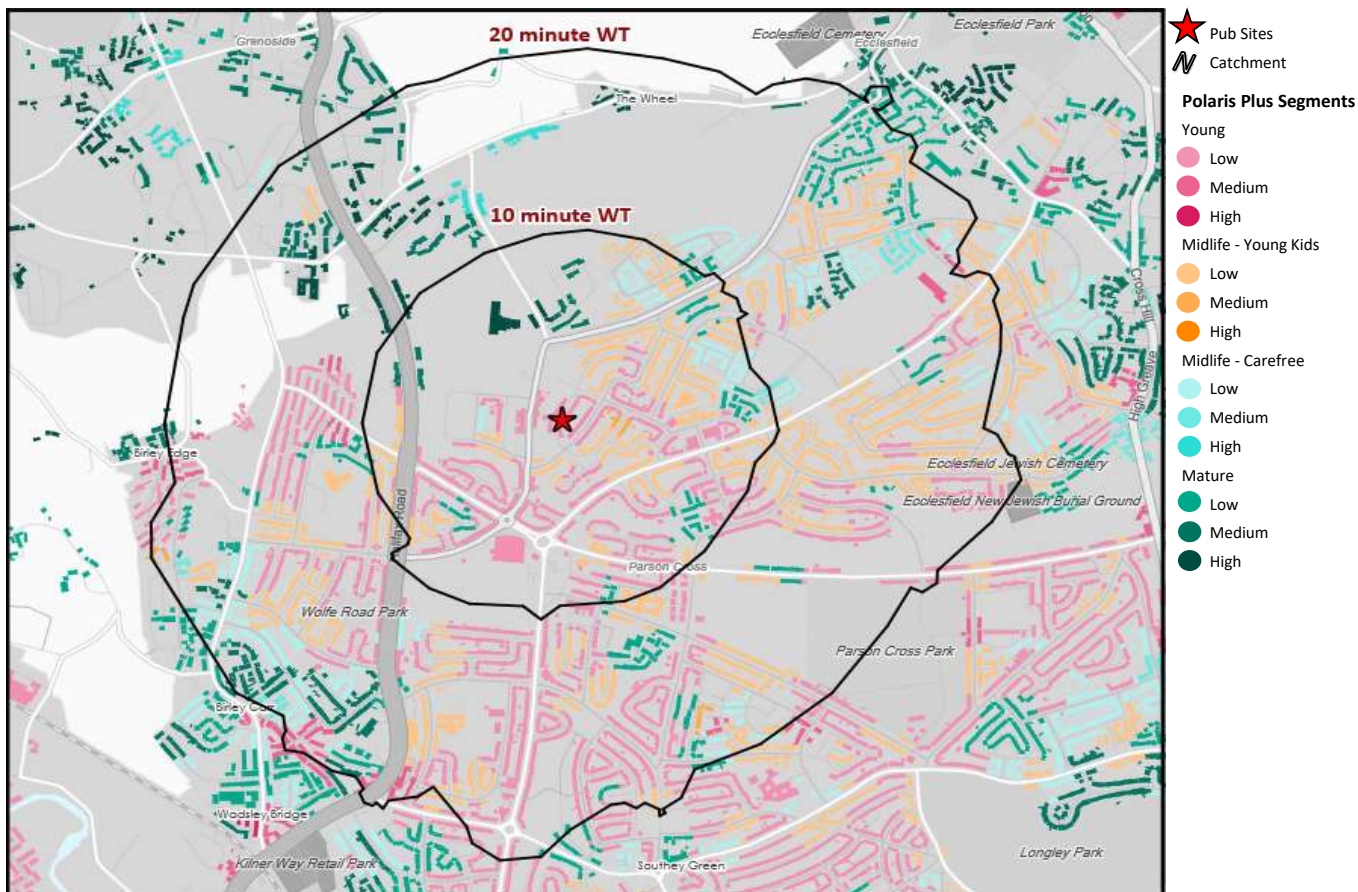 20 minute WT
Grenoside
Ecclesfield Cemetery
Ecclesfield Park
Ecclesfield
The Wheel
10 minute WT
Cross Hill
High Greave
Birley Edge
Ecclesfield Jewish Cemetery
Ecclesfield New Jewish Burial Ground
Halifax Road
Parson Cross
Wolfe Road Park
Parson Cross Park
Birley Carr
Wadsley Bridge
Kilner Way Retail Park
Southey Green
Longley Park
Pub Sites
Catchment
Polaris Plus Segments
Young
Low
Medium
High
Midlife - Young Kids
Low
Medium
High
Midlife - Carefree
Low
Medium
High
Mature
Low
Medium
High